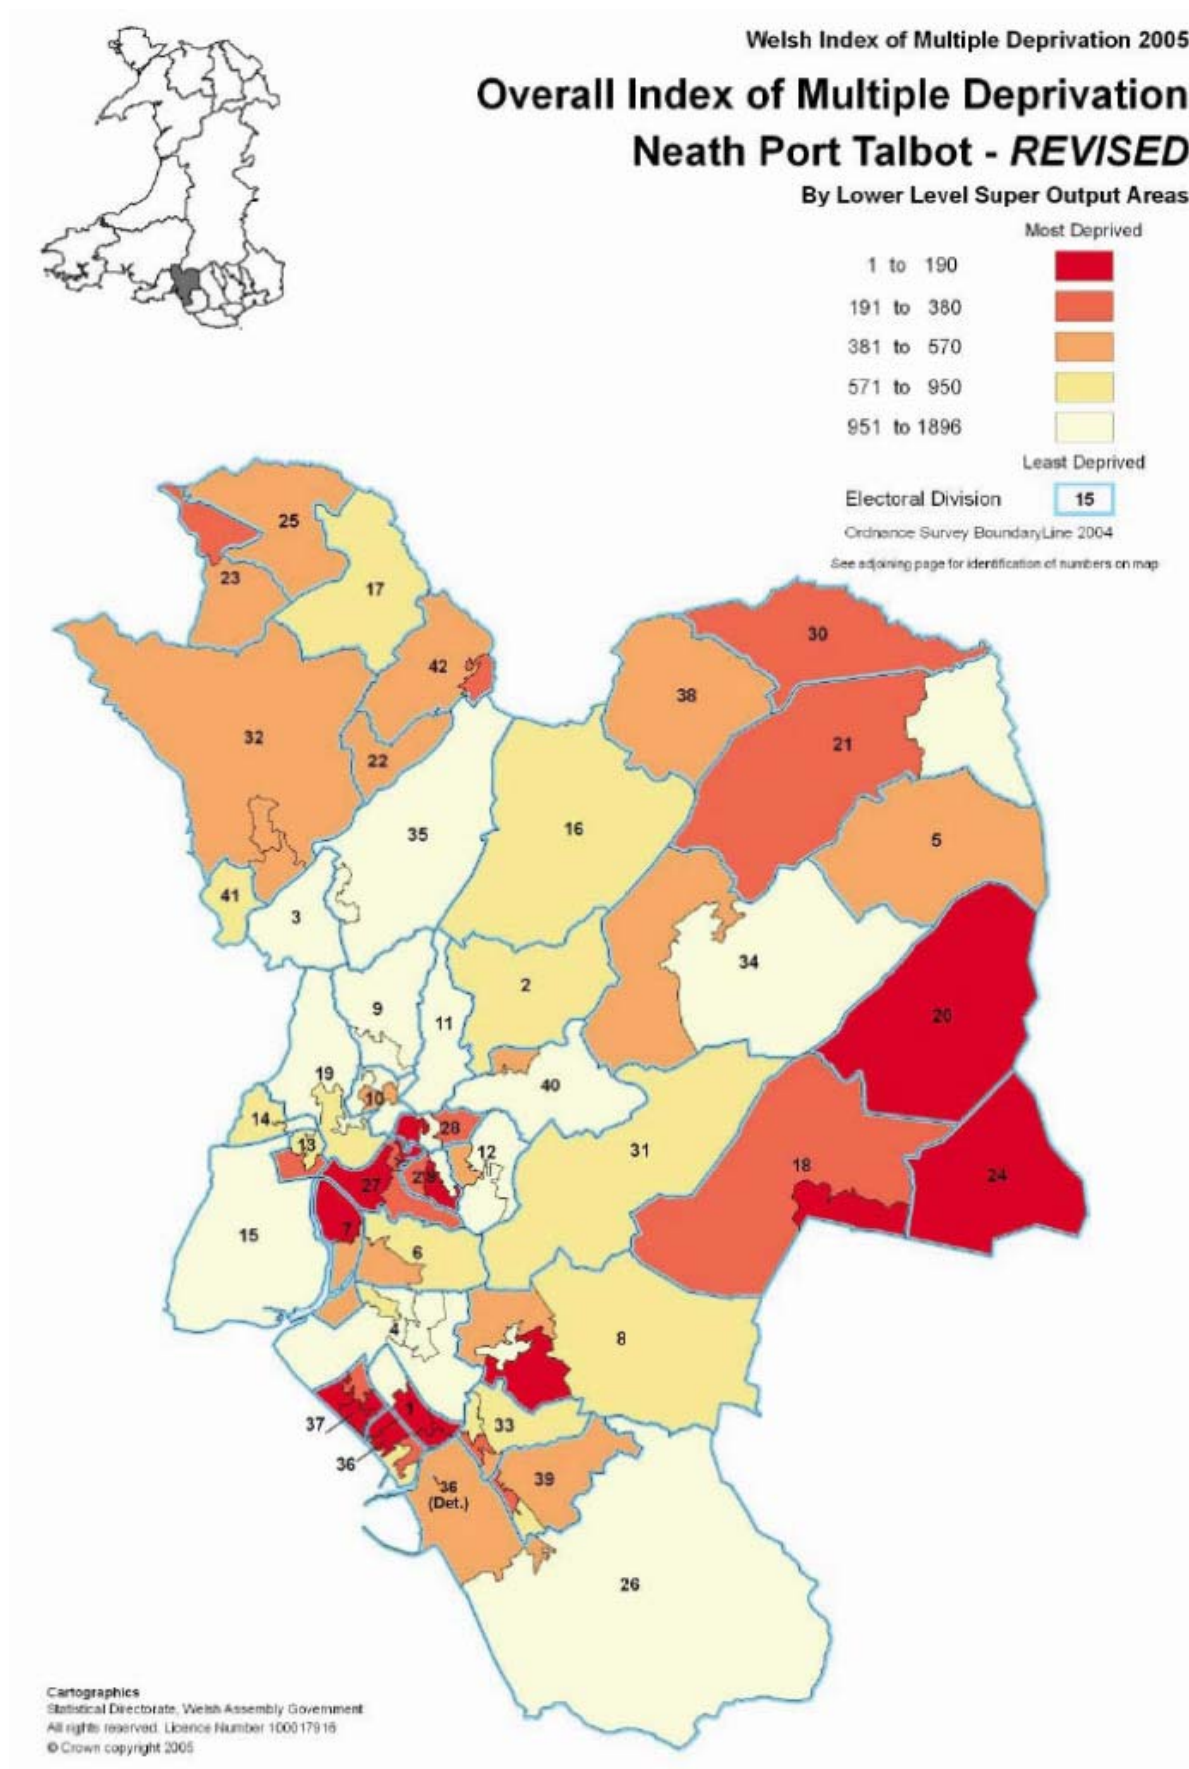 Welsh Index of Multiple Deprivation 2005
Overall Index of Multiple Deprivation
Neath Port Talbot - REVISED
By Lower Level Super Output Areas
Most Deprived
1 to 190
191 to 380
381 to 570
571 to 950
951 to 1896
Least Deprived
Electoral Division 15
Ordnance Survey BoundaryLine 2004
See adjoining page for identification of numbers on map
25
23
17
30
42
38
32
21
22
35
16
5
41
3
34
2
9
11
20
19
40
10
14
28
13
12
31
18
24
27
29
7
15
6
4
8
1
37
33
36
39
36
(Det.)
26
Cartographics
Statistical Directorate, Welsh Assembly Government
All rights reserved. Licence Number 100017916
© Crown copyright 2005